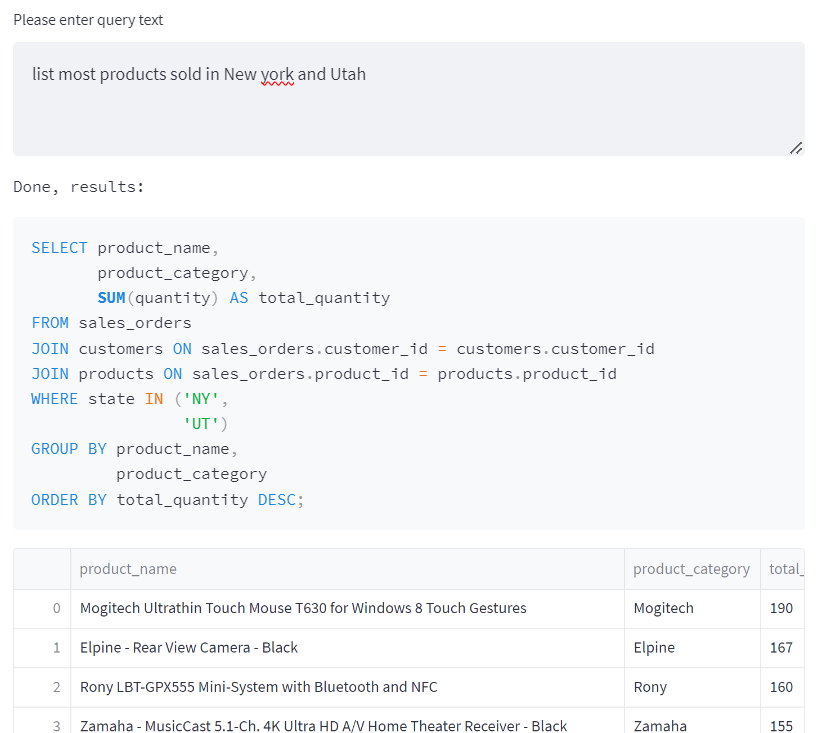 Please enter query text
list most products sold in New york and Utah
Done, results:
SELECT product_name,
product_category,
SUM(quantity) AS total_quantity
FROM sales_orders
JOIN customers ON sales_orders.customer_id = customers.customer_id
JOIN products ON sales_orders.product_id = products.product_id
WHERE state IN ('NY',
'UT')
GROUP BY product_name,
product_category
ORDER BY total_quantity DESC;
product_name product_category total_
0 Mogitech Ultrathin Touch Mouse T630 for Windows 8 Touch Gestures Mogitech 190
1 Elpine - Rear View Camera - Black Elpine 167
2 Rony LBT-GPX555 Mini-System with Bluetooth and NFC Rony 160
3 Zamaha - MusicCast 5.1-Ch. 4K Ultra HD A/V Home Theater Receiver - Black Zamaha 155